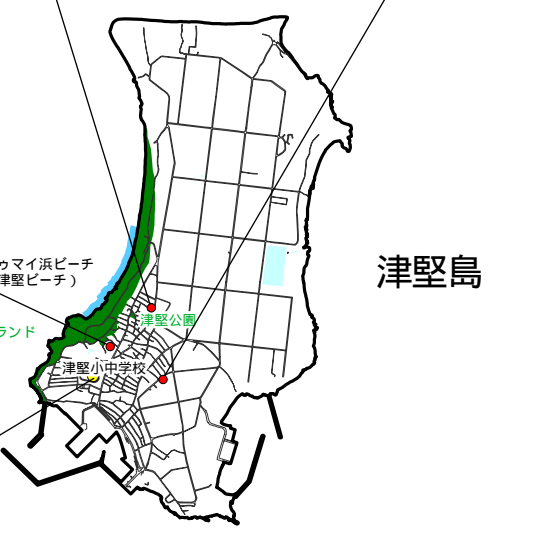 津堅島
ゥマイ浜ビーチ
津堅ビーチ）
津堅公園
ランド
津堅小中学校